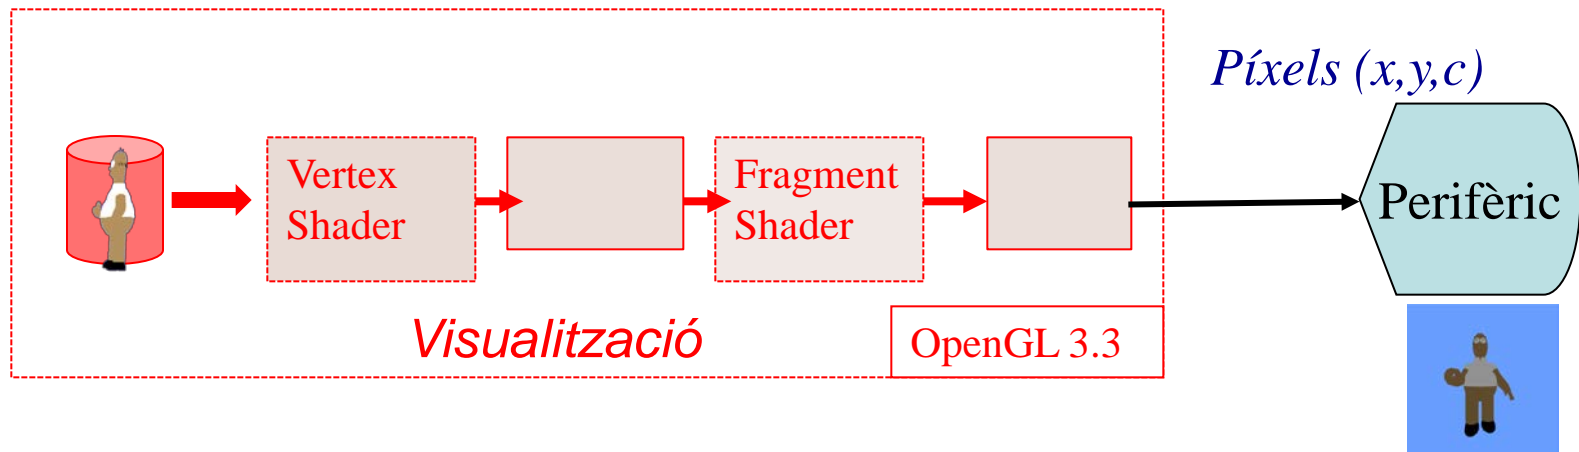 Píxels (x,y,c)
Vertex
Shader
Fragment
Shader
Perifèric
Visualització
OpenGL 3.3